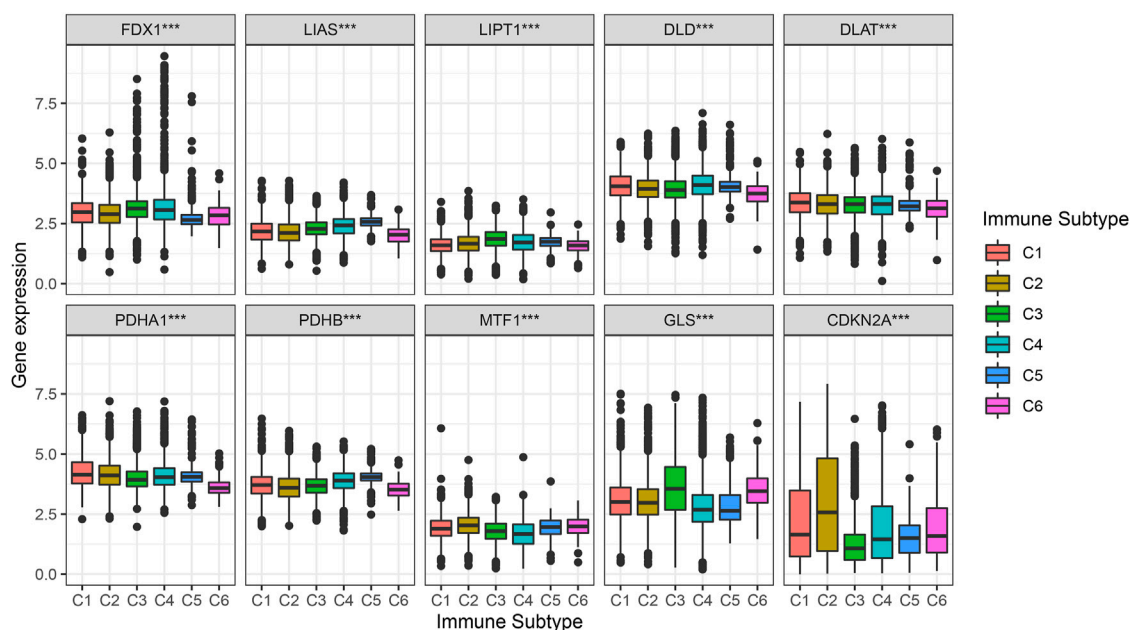 FDX1*** LIAS*** LIPT1*** DLD*** DLAT***
7.5
5.0
2.5
0.0
PDHA1*** PDHB*** MTF1*** GLS*** CDKN2A***
7.5
5.0
2.5
0.0
C1 C2 C3 C4 C5 C6 C1 C2 C3 C4 C5 C6 C1 C2 C3 C4 C5 C6 C1 C2 C3 C4 C5 C6 C1 C2 C3 C4 C5 C6
Immune Subtype
Gene expression
Immune Subtype
C1
C2
C3
C4
C5
C6